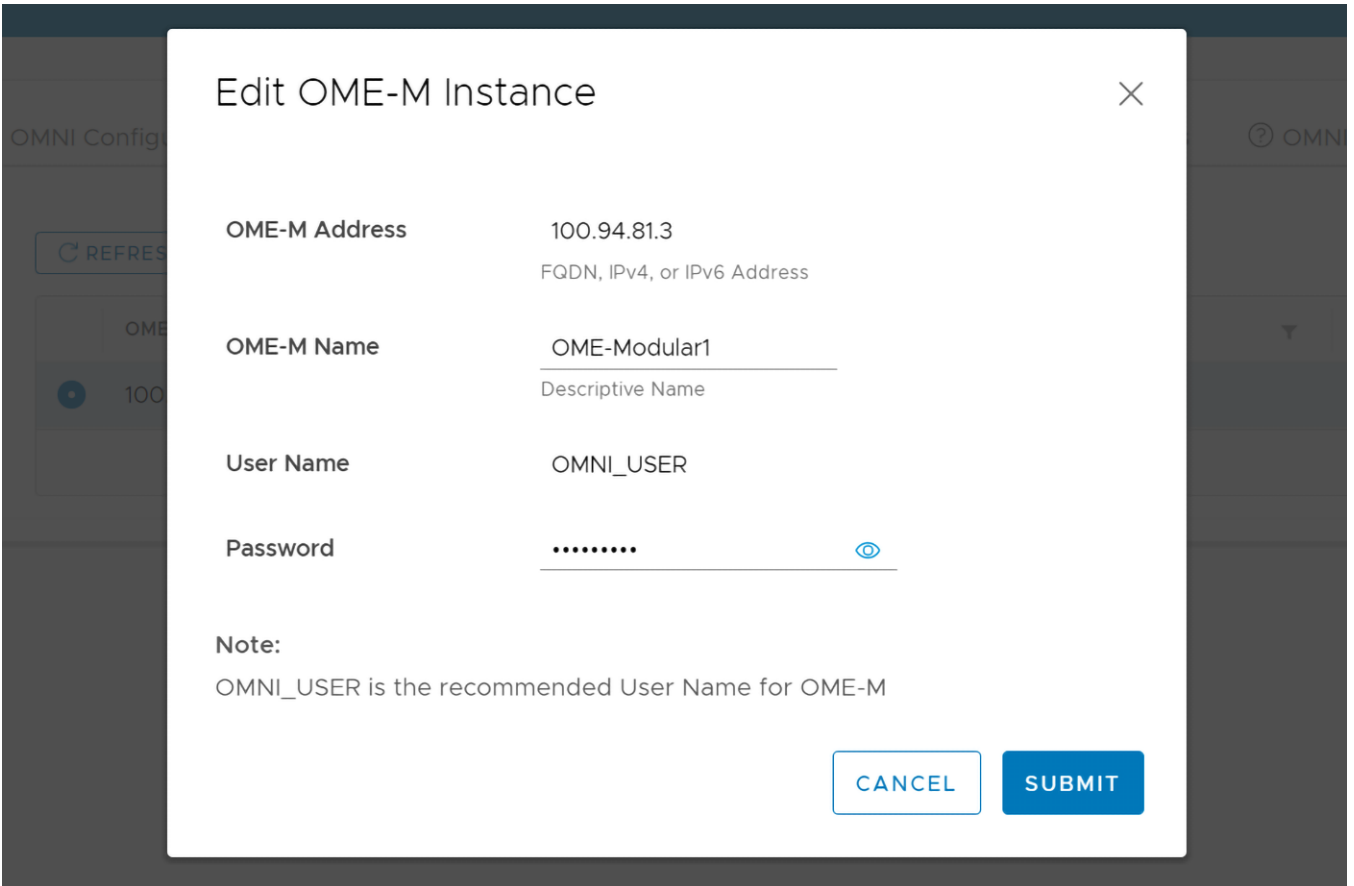 Edit OME-M Instance
OMNI Configu
OMNI
OME-M Address
100.94.81.3
FQDN, IPv4, or IPv6 Address
REFRES
OME
OME-M Name
OME-Modular1
Descriptive Name
100
User Name
OMNI_USER
Password
•••••••••
Note:
OMNI_USER is the recommended User Name for OME-M
CANCEL
SUBMIT